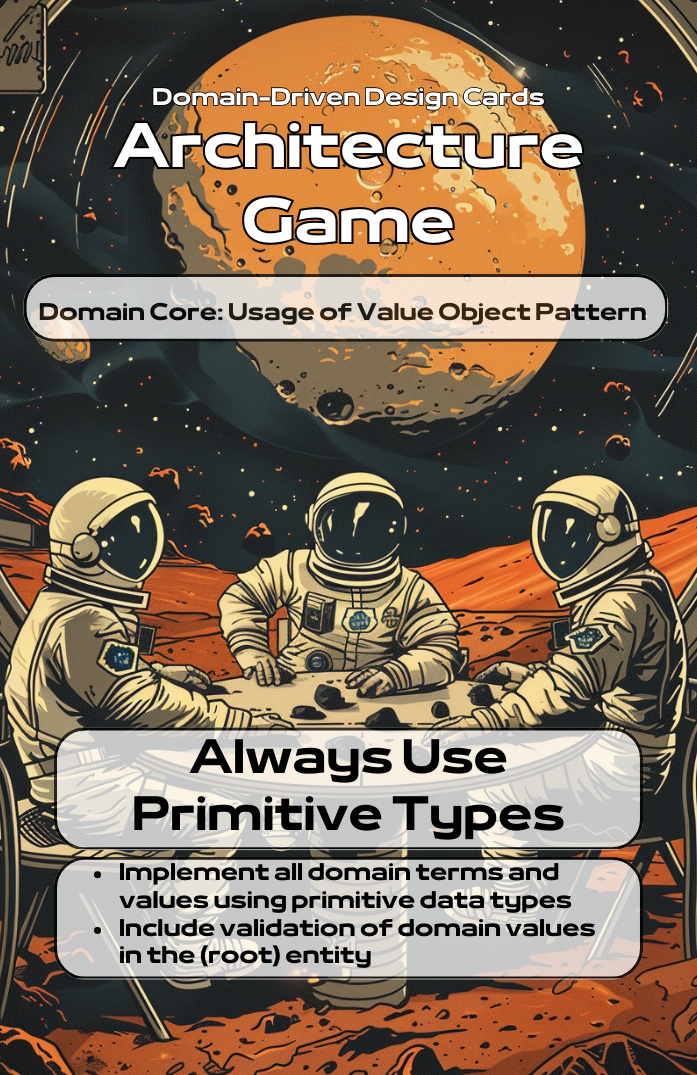 Domain-Driven Design Cards
Architecture
Game
Domain Core: Usage of Value Object Pattern
Always Use
Primitive Types
• Implement all domain terms and
values using primitive data types
• Include validation of domain values
in the (root) entity